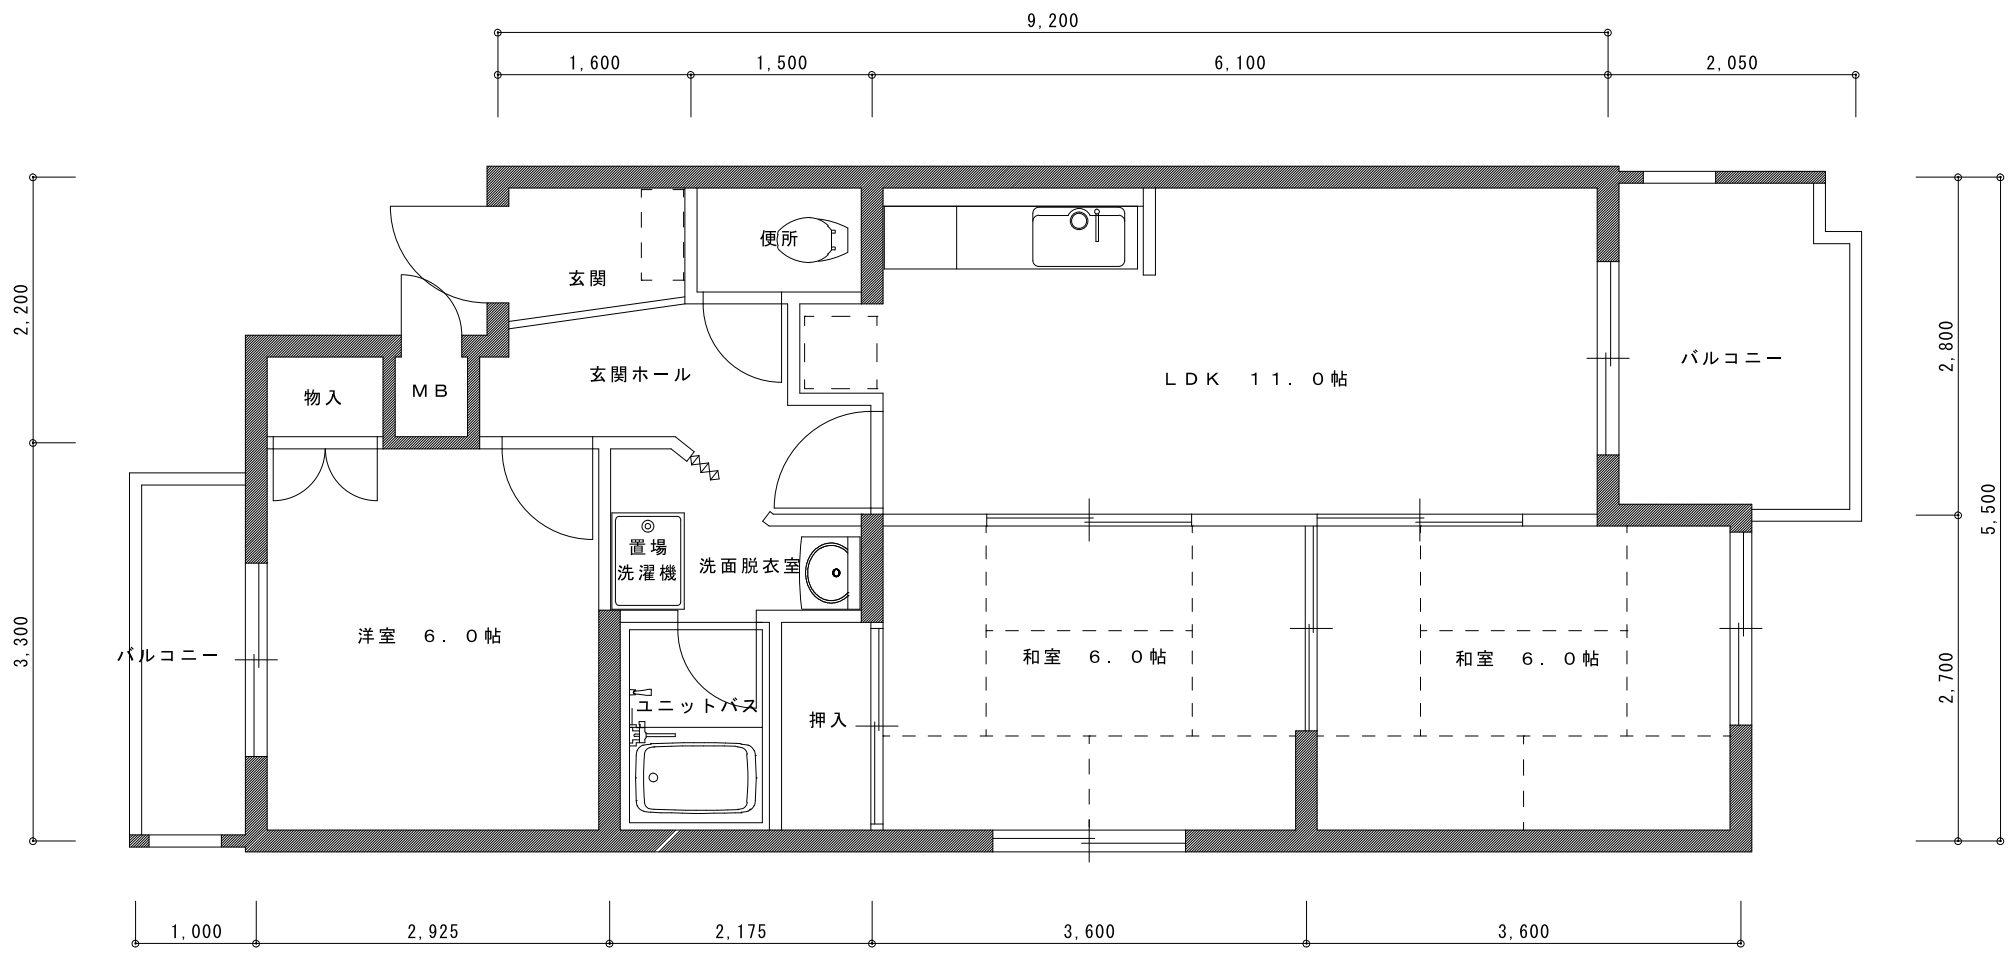 9,200
1,600
1,500
6,100
2,050
便所
玄関
2,200
2,800
バルコニー
玄関ホール
LDK 11.0帖
MB
物入
5,500
置場
洗濯機
洗面脱衣室
3,300
洋室 6.0帖
バルコニー
和室 6.0帖
和室 6.0帖
2,700
ユニットバス
押入
1,000
2,925
2,175
3,600
3,600